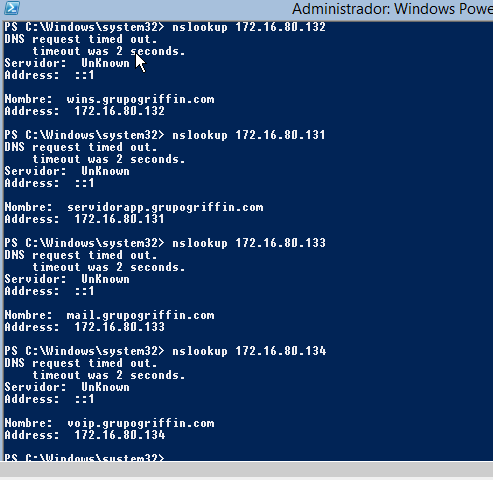 Administrador: Windows Powe
PS C:\Windows\system32> nslookup 172.16.80.132
DNS request timed out.
    timeout was 2 seconds.
Servidor:  UnKnown
Address:  ::1

Nombre:  wins.grupogriffin.com
Address:  172.16.80.132

PS C:\Windows\system32> nslookup 172.16.80.131
DNS request timed out.
    timeout was 2 seconds.
Servidor:  UnKnown
Address:  ::1

Nombre:  servidorapp.grupogriffin.com
Address:  172.16.80.131

PS C:\Windows\system32> nslookup 172.16.80.133
DNS request timed out.
    timeout was 2 seconds.
Servidor:  UnKnown
Address:  ::1

Nombre:  mail.grupogriffin.com
Address:  172.16.80.133

PS C:\Windows\system32> nslookup 172.16.80.134
DNS request timed out.
    timeout was 2 seconds.
Servidor:  UnKnown
Address:  ::1

Nombre:  voip.grupogriffin.com
Address:  172.16.80.134

PS C:\Windows\system32>